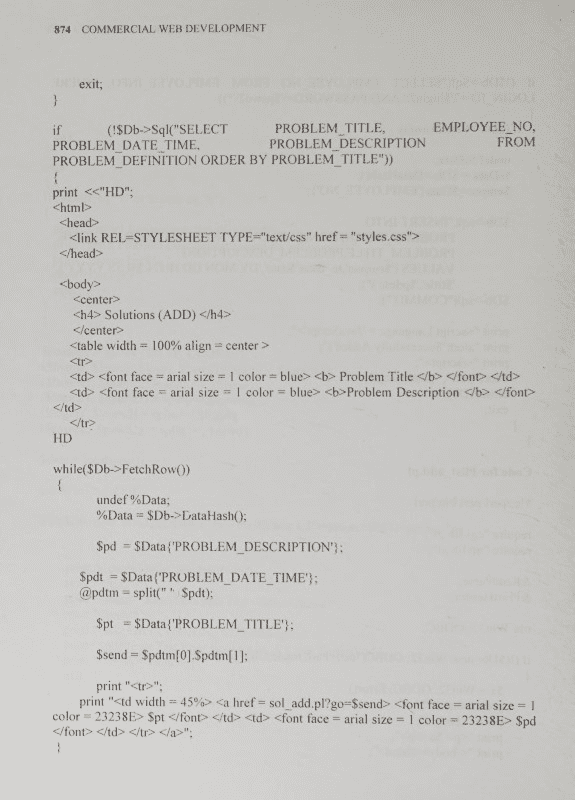 874 COMMERCIAL WEB DEVELOPMENT
exit;
}
if (!$Db->Sql("SELECT PROBLEM_TITLE, EMPLOYEE_NO,
PROBLEM_DATE_TIME, PROBLEM_DESCRIPTION FROM
PROBLEM_DEFINITION ORDER BY PROBLEM_TITLE"))
{
print <<"HD";
<html>
<head>
<link REL=STYLESHEET TYPE="text/css" href = "styles.css">
</head>
<body>
<center>
<h4> Solutions (ADD) </h4>
</center>
<table width = 100% align = center >
<tr>
<td> <font face = arial size = 1 color = blue> <b> Problem Title </b> </font> </td>
<td> <font face = arial size = 1 color = blue> <b>Problem Description </b> </font>
</td>
</tr>
HD
while($Db->FetchRow())
{
undef %Data;
%Data = $Db->DataHash();
$pd = $Data{'PROBLEM_DESCRIPTION'};
$pdt = $Data{'PROBLEM_DATE_TIME'};
@pdtm = split(" " $pdt);
$pt = $Data{'PROBLEM_TITLE'};
$send = $pdtm[0].$pdtm[1];
print "<tr>";
print "<td width = 45%> <a href = sol_add.pl?go=$send> <font face = arial size = 1
color = 23238E> $pt </font> </td> <td> <font face = arial size = 1 color = 23238E> $pd
</font> </td> </tr> </a>";
}